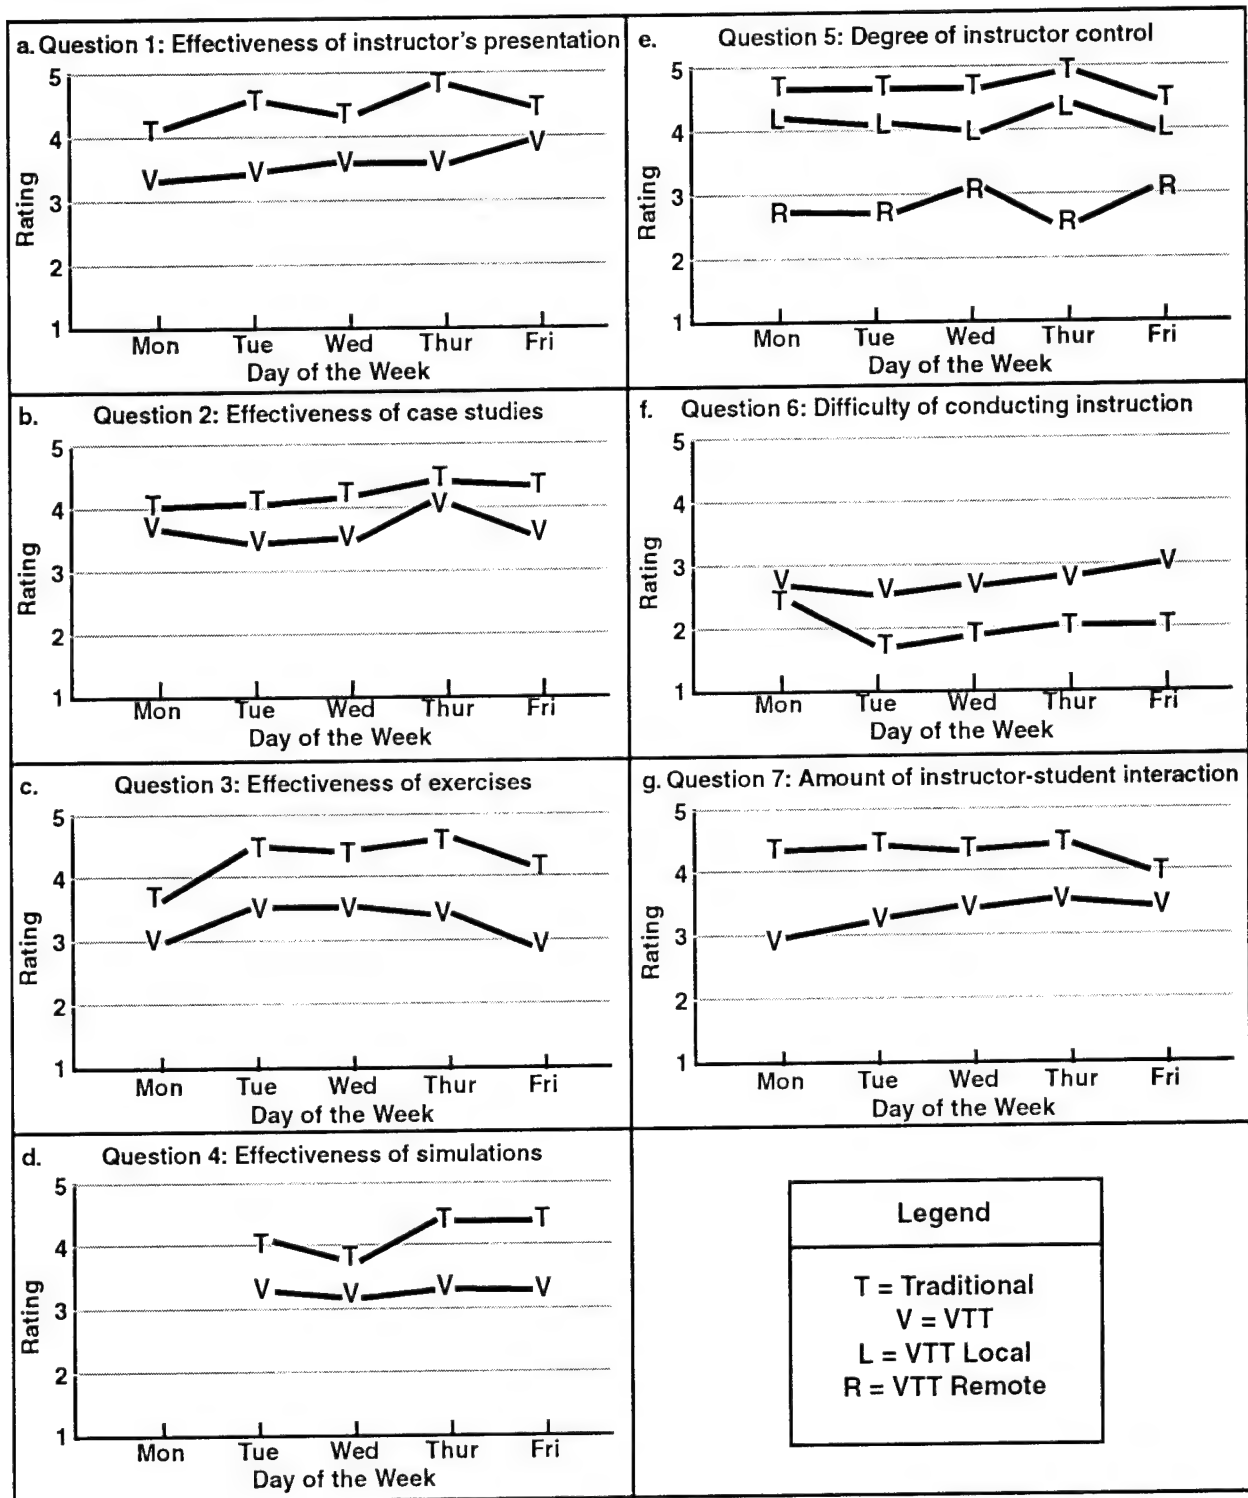 a. Question 1: Effectiveness of instructor's presentation
5
T T T T T
4
V V V V V
Rating
3
2
1
Mon Tue Wed Thur Fri
Day of the Week
b. Question 2: Effectiveness of case studies
5
T T T T T
4
V V V V V
Rating
3
2
1
Mon Tue Wed Thur Fri
Day of the Week
c. Question 3: Effectiveness of exercises
5
T T T T T
4
V V V V V
3
Rating
2
1
Mon Tue Wed Thur Fri
Day of the Week
d. Question 4: Effectiveness of simulations
5
T T T T
4
V V V V
3
Rating
2
1
Mon Tue Wed Thur Fri
Day of the Week
e. Question 5: Degree of instructor control
5
T T T T T
L L L L L
4
Rating
3
R R R R R
2
1
Mon Tue Wed Thur Fri
Day of the Week
f. Question 6: Difficulty of conducting instruction
5
4
Rating
3
V V V V V
T T T T T
2
1
Mon Tue Wed Thur Fri
Day of the Week
g. Question 7: Amount of instructor-student interaction
5
T T T T T
4
V V V V V
Rating
3
2
1
Mon Tue Wed Thur Fri
Day of the Week
Legend
T = Traditional
V = VTT
L = VTT Local
R = VTT Remote